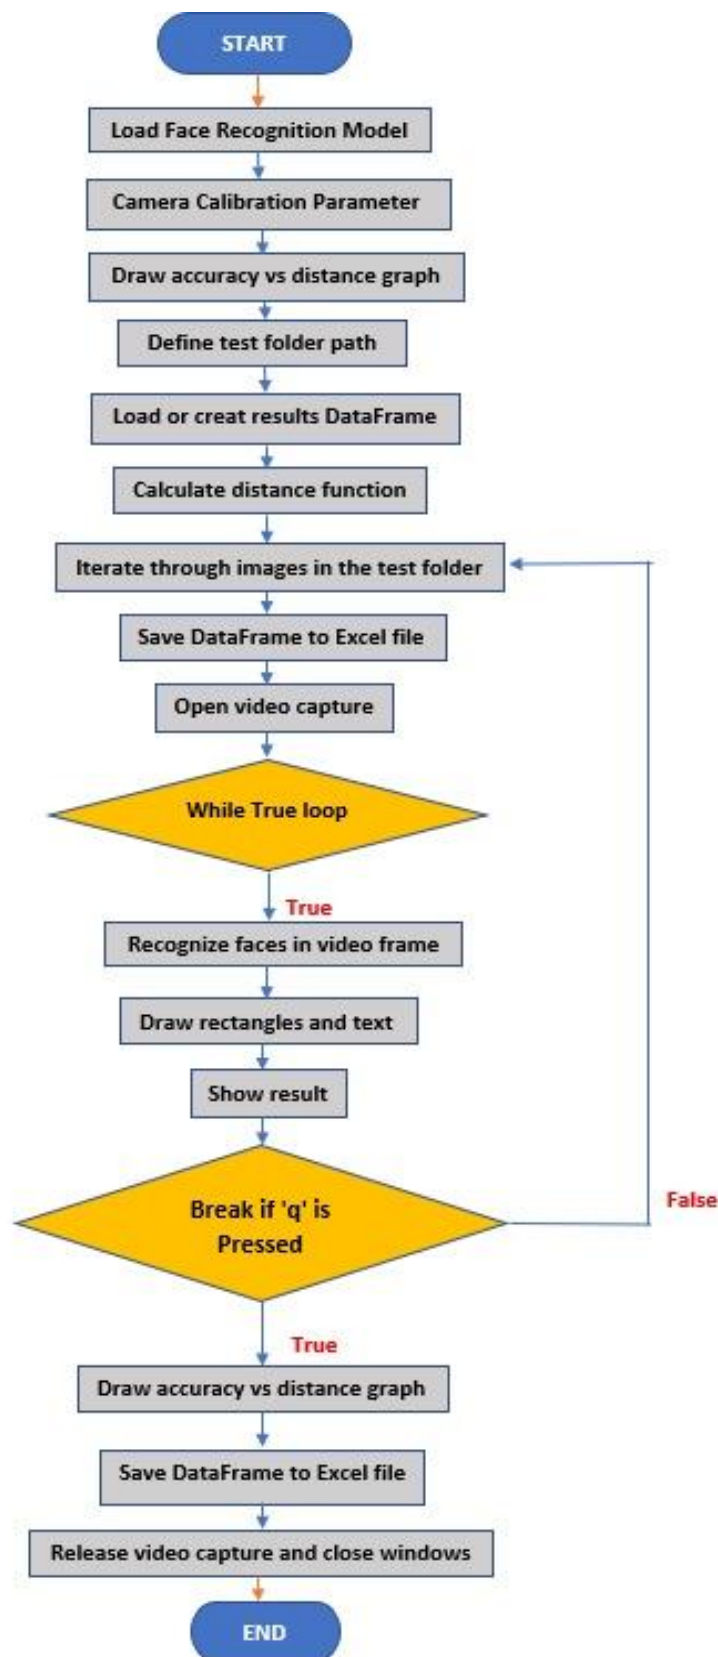 START
Load Face Recognition Model
Camera Calibration Parameter
Draw accuracy vs distance graph
Define test folder path
Load or creat results DataFrame
Calculate distance function
Iterate through images in the test folder
Save DataFrame to Excel file
Open video capture
While True loop
True
Recognize faces in video frame
Draw rectangles and text
Show result
Break if 'q' is
Pressed
False
True
Draw accuracy vs distance graph
Save DataFrame to Excel file
Release video capture and close windows
END